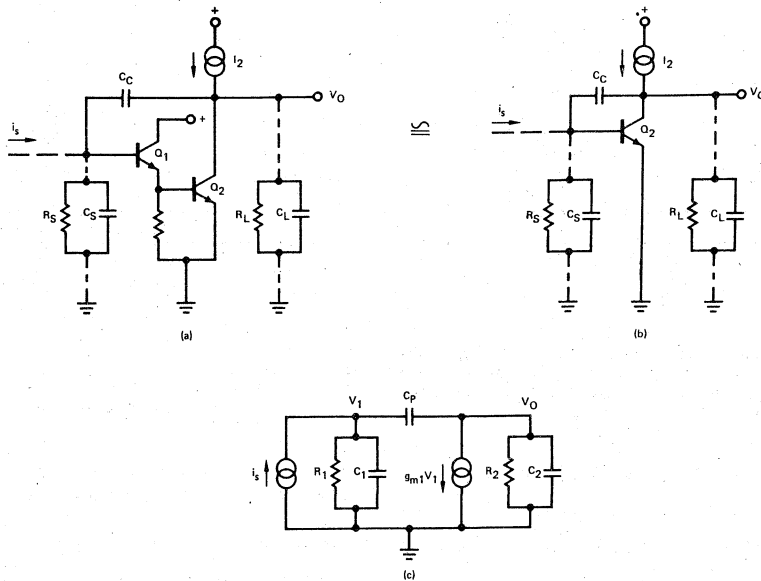 +
I2
CC
VO
is
+
Q1
Q2
RS
CS
RL
CL
(a)
≌
+
I2
CC
VO
is
Q2
RS
CS
RL
CL
(b)
V1
CP
VO
is
R1
C1
gm1V1
R2
C2
(c)